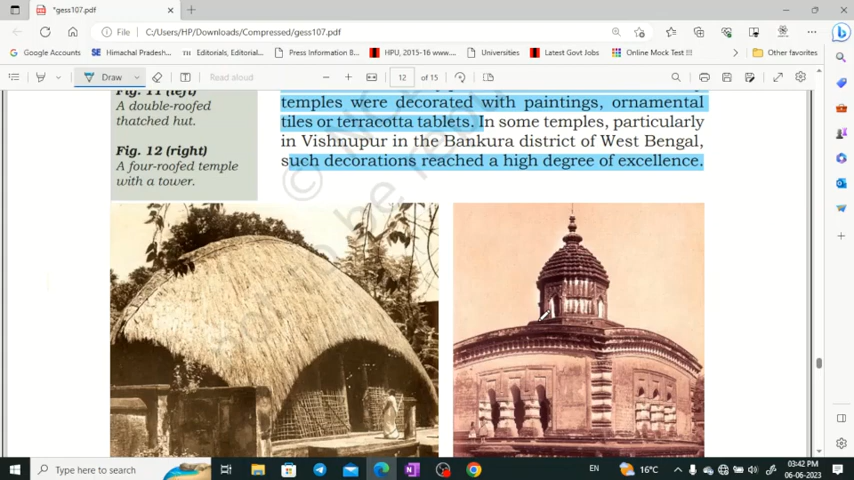 *gess107.pdf
File
C:/Users/HP/Downloads/Compressed/gess107.pdf
Google Accounts
SEE
Himachal Pradesh...
Editorials, Editorial...
Press Information B...
HPU, 2015-16 www....
Universities
Latest Govt Jobs
Online Mock Test !!!
Other favorites
Draw
Read aloud
12
of 15
Fig. 11 (left)
A double-roofed
thatched hut.
Fig. 12 (right)
A four-roofed temple
with a tower.
temples were decorated with paintings, ornamental
tiles or terracotta tablets. In some temples, particularly
in Vishnupur in the Bankura district of West Bengal,
such decorations reached a high degree of excellence.
Type here to search
EN
16°C
03:42 PM
06-06-2023